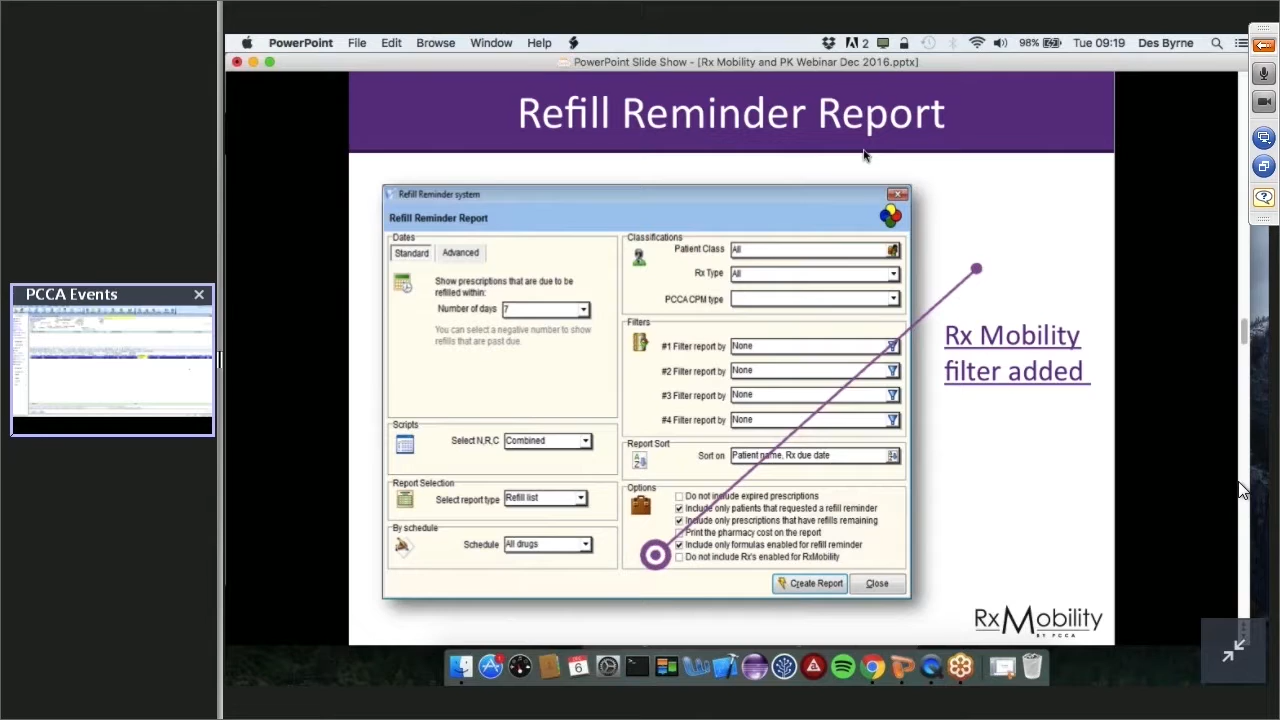 PowerPoint File Edit Browse Window Help 2 98% Tue 09:19 Des Byrne
PowerPoint Slide Show - [Rx Mobility and PK Webinar Dec 2016.pptx]
PCCA Events
Refill Reminder Report
Refill Reminder system
Refill Reminder Report
Dates
Standard Advanced
Show prescriptions that are due to be
refilled within:
Number of days 7
You can select a negative number to show
refills that are past due.
Scripts
Select N,R,C Combined
Report Selection
Select report type Refill list
By schedule
Schedule All drugs
Classifications
Patient Class All
Rx Type All
PCCA CPM type
Filters
#1 Filter report by None
#2 Filter report by None
#3 Filter report by None
#4 Filter report by None
Report Sort
Sort on Patient name, Rx due date
Options
Do not include expired prescriptions
Include only patients that requested a refill reminder
Include only prescriptions that have refills remaining
Print the pharmacy cost on the report
Include only formulas enabled for refill reminder
Do not include Rx's enabled for RxMobility
Create Report Close
Rx Mobility
filter added
RxMobility
BY PCCA
6